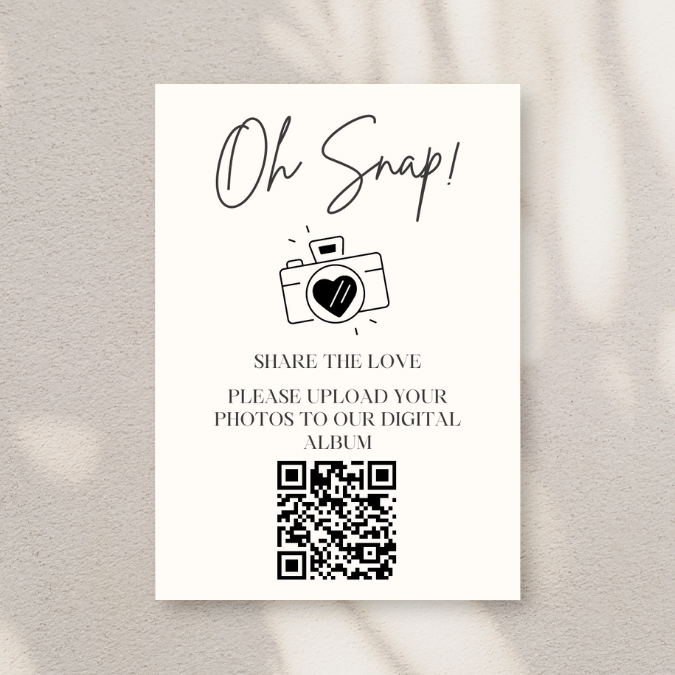 Oh Snap!
SHARE THE LOVE
PLEASE UPLOAD YOUR
PHOTOS TO OUR DIGITAL
ALBUM